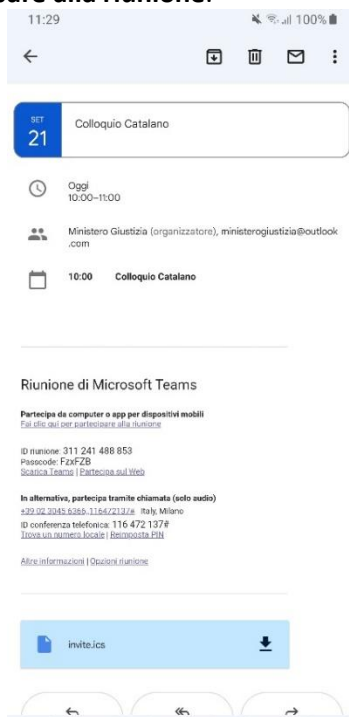 are alla riunione.
11:29
100%
SET
21
Colloquio Catalano
Oggi
10:00–11:00
Ministero Giustizia (organizzatore), ministerogiustizia@outlook
.com
10:00 Colloquio Catalano
Riunione di Microsoft Teams
Partecipa da computer o app per dispositivi mobili
Fai clic qui per partecipare alla riunione
ID riunione: 311 241 488 853
Passcode: FzxFZB
Scarica Teams | Partecipa sul Web
In alternativa, partecipa tramite chiamata (solo audio)
+39 02 3045 6366,,116472137# Italy, Milano
ID conferenza telefonica: 116 472 137#
Trova un numero locale | Reimposta PIN
Altre informazioni | Opzioni riunione
invite.ics